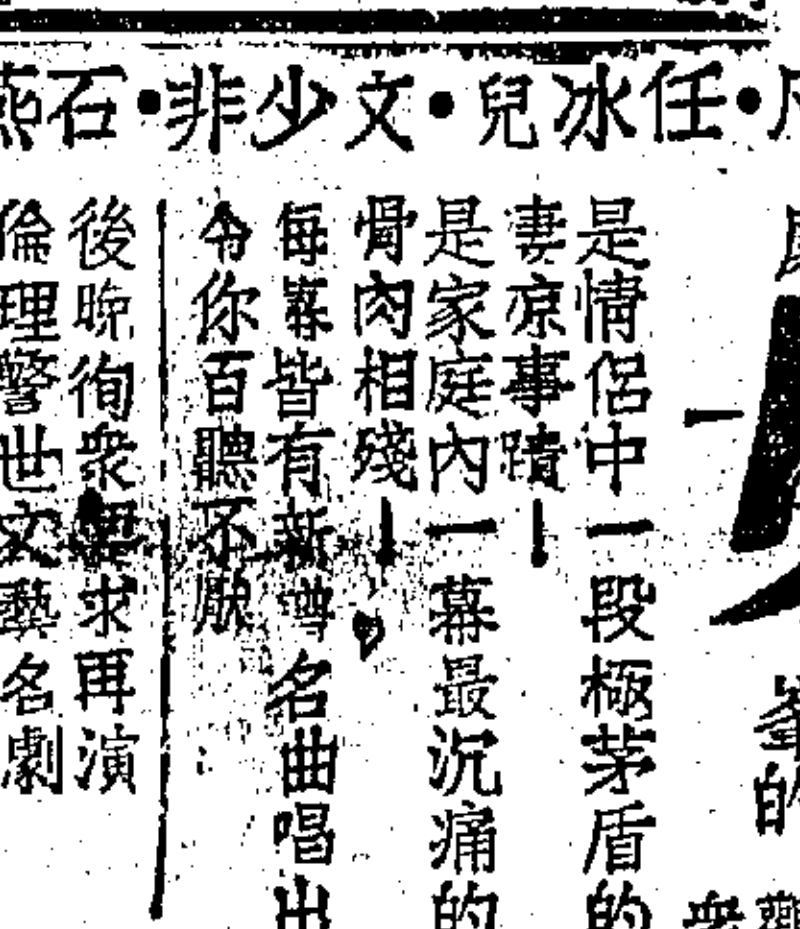 任冰兒•文少非•石燕
是情侶中一段極茅盾的
妻凉事蹟
是家庭內一幕最沉痛的
骨肉相殘
每幕皆有新噂名曲唱出
令你百聽不厭
後晚徇衆要求再演
倫理警世文藝名劇